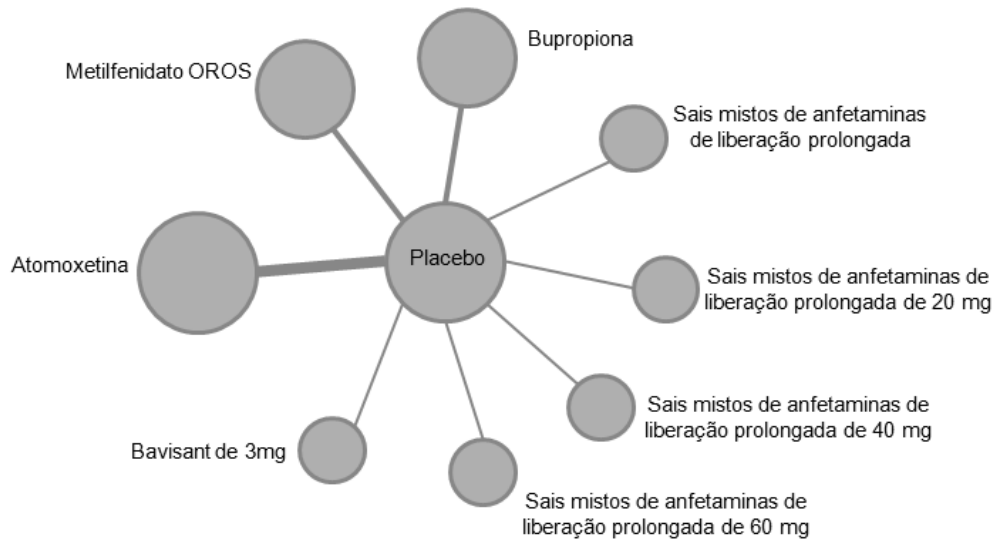 Bupropiona
Metilfenidato OROS
Sais mistos de anfetaminas
de liberação prolongada
Placebo
Atomoxetina
Sais mistos de anfetaminas de
liberação prolongada de 20 mg
Sais mistos de anfetaminas de
liberação prolongada de 40 mg
Bavisant de 3mg
Sais mistos de anfetaminas de
liberação prolongada de 60 mg